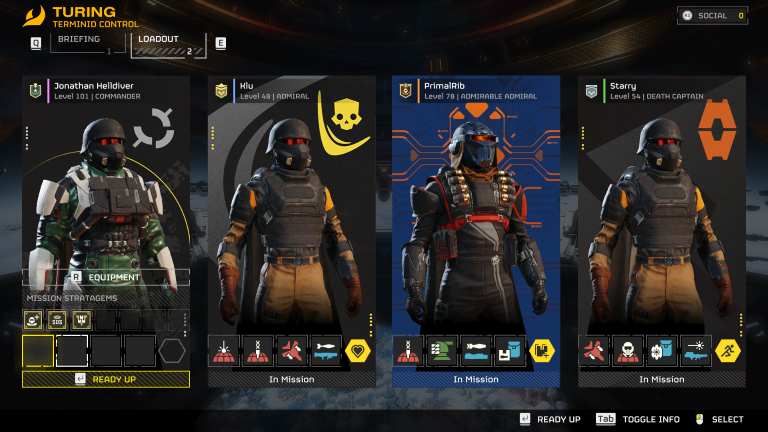 TURING
TERMINID CONTROL
SOCIAL 0
Q BRIEFING 1 LOADOUT 2 E
Jonathan Helldiver
Level 101 | COMMANDER
Klu
Level 48 | ADMIRAL
PrimalRib
Level 78 | ADMIRABLE ADMIRAL
Starry
Level 54 | DEATH CAPTAIN
R EQUIPMENT
MISSION STRATAGEMS
SOS
READY UP
In Mission
In Mission
In Mission
READY UP Tab TOGGLE INFO SELECT